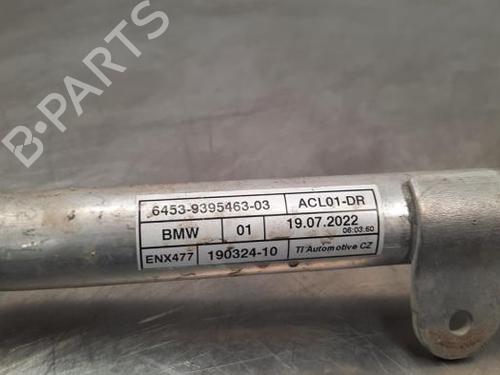 B-PARTS
6453-9395463-03 ACL01-DR
BMW 01 19.07.2022
06:03:50
ENX477 190324-10 TI Automotive CZ